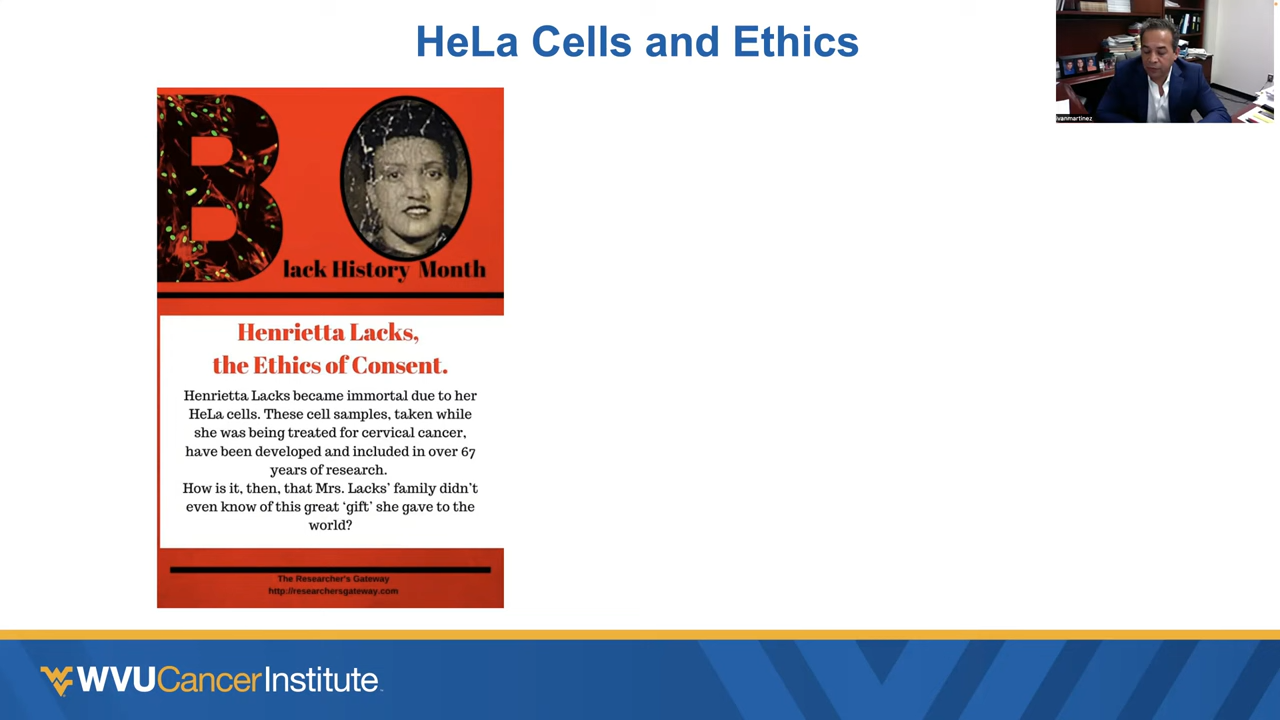 HeLa Cells and Ethics
ivanmartinez
Black History Month
Henrietta Lacks,
the Ethics of Consent.
Henrietta Lacks became immortal due to her
HeLa cells. These cell samples, taken while
she was being treated for cervical cancer,
have been developed and included in over 67
years of research.
How is it, then, that Mrs. Lacks’ family didn’t
even know of this great ‘gift’ she gave to the
world?
The Researcher's Gateway
http://researchersgateway.com
WVUCancerInstitute